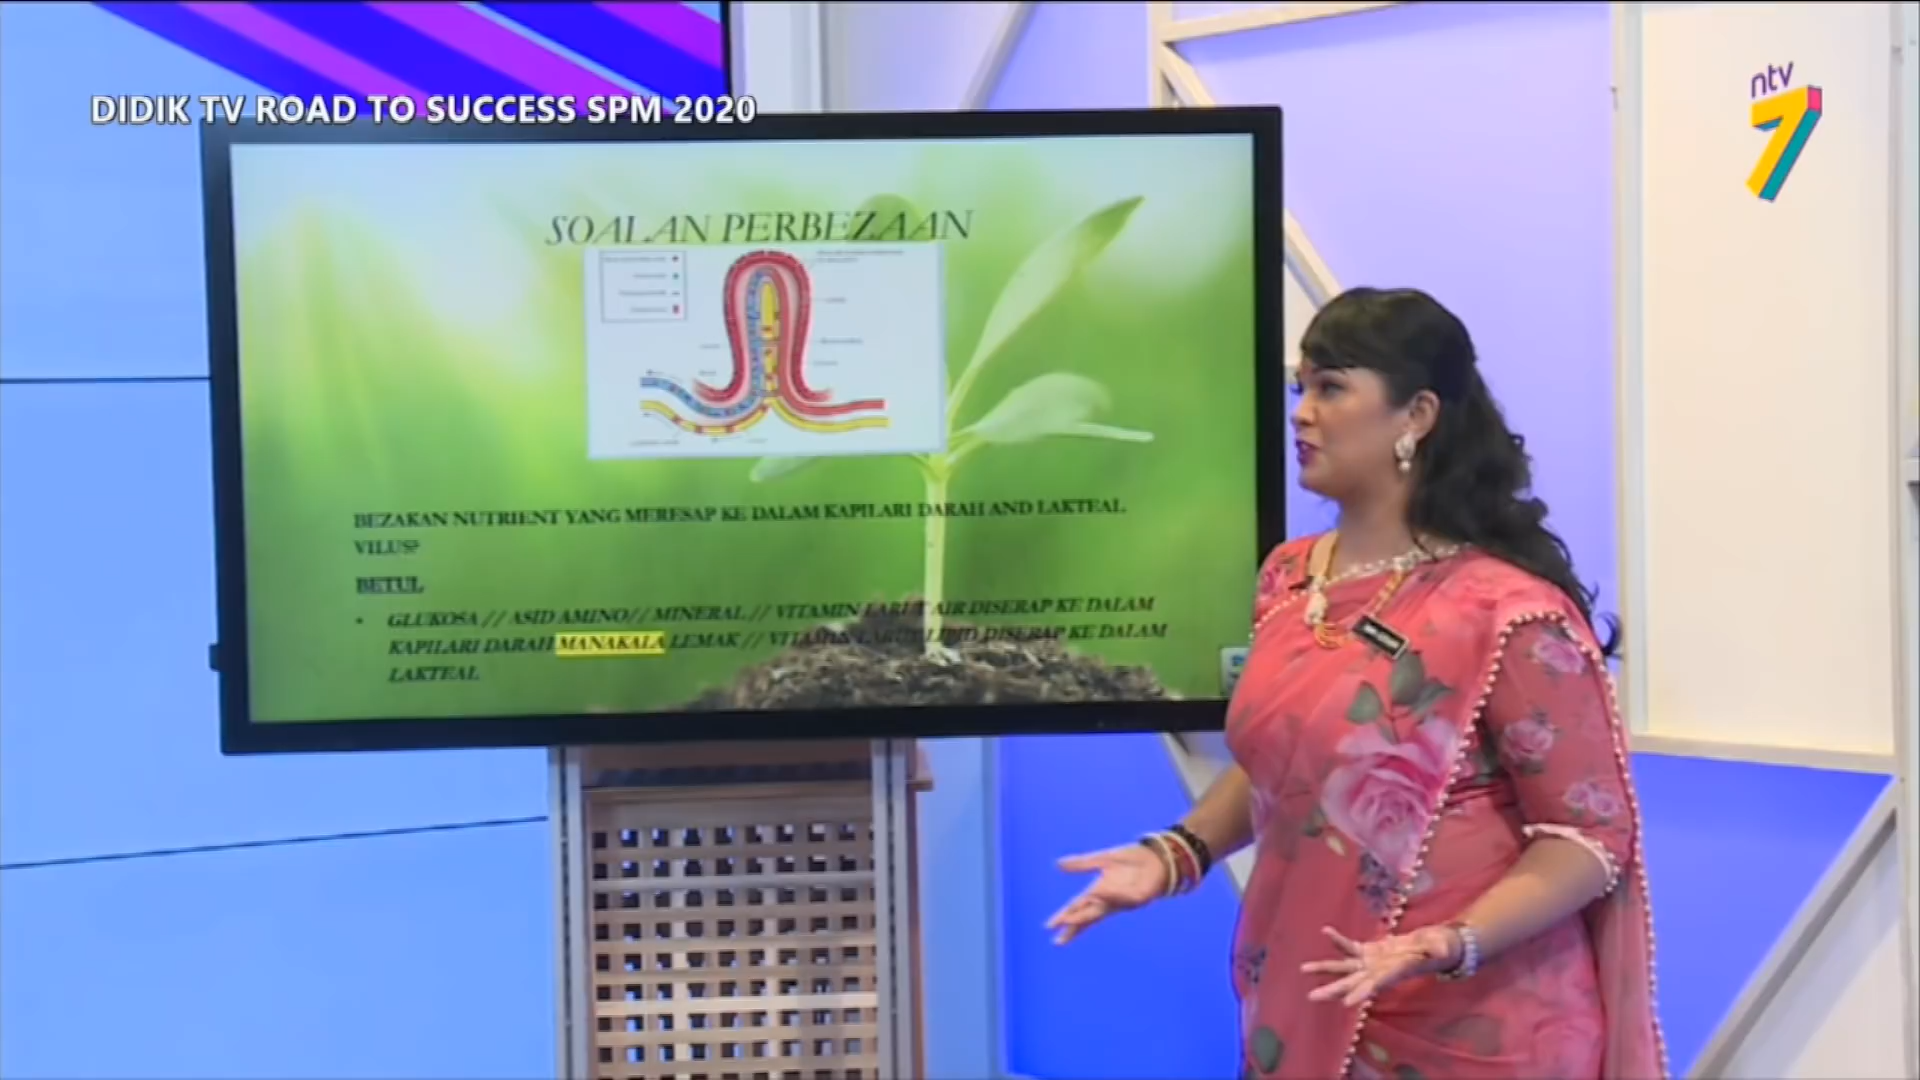 DIDIK TV ROAD TO SUCCESS SPM 2020
ntv
7
SOALAN PERBEZAAN
BEZAKAN NUTRIENT YANG MERESAP KE DALAM KAPILARI DARAH AND LAKTEAL
VILUS?
BETUL
• GLUKOSA // ASID AMINO// MINERAL // VITAMIN LARUT AIR DISERAP KE DALAM
KAPILARI DARAH MANAKALA LEMAK // VITAMIN LARUT LIPID DISERAP KE DALAM
LAKTEAL